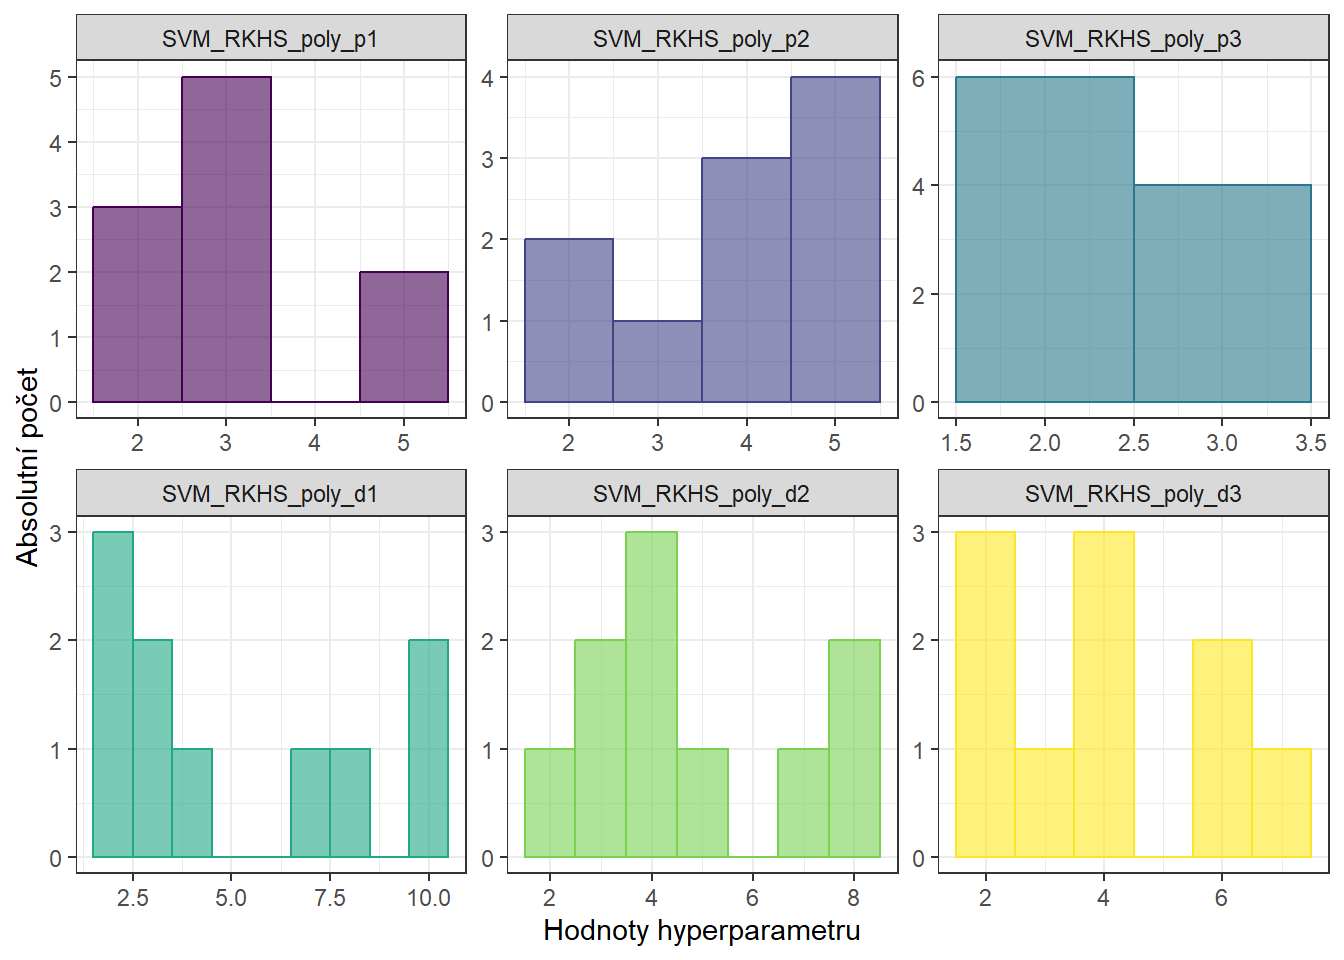 SVM_RKHS_poly_p1 SVM_RKHS_poly_p2 SVM_RKHS_poly_p3
5 4 6
4
3 4
3
2
2 2
1 1
0 0 0
2 3 4 5 2 3 4 5 1.5 2.0 2.5 3.0 3.5
Absolutní počet
SVM_RKHS_poly_d1 SVM_RKHS_poly_d2 SVM_RKHS_poly_d3
3 3 3
2 2 2
1 1 1
0 0 0
2.5 5.0 7.5 10.0 2 4 6 8 2 4 6
Hodnoty hyperparametru